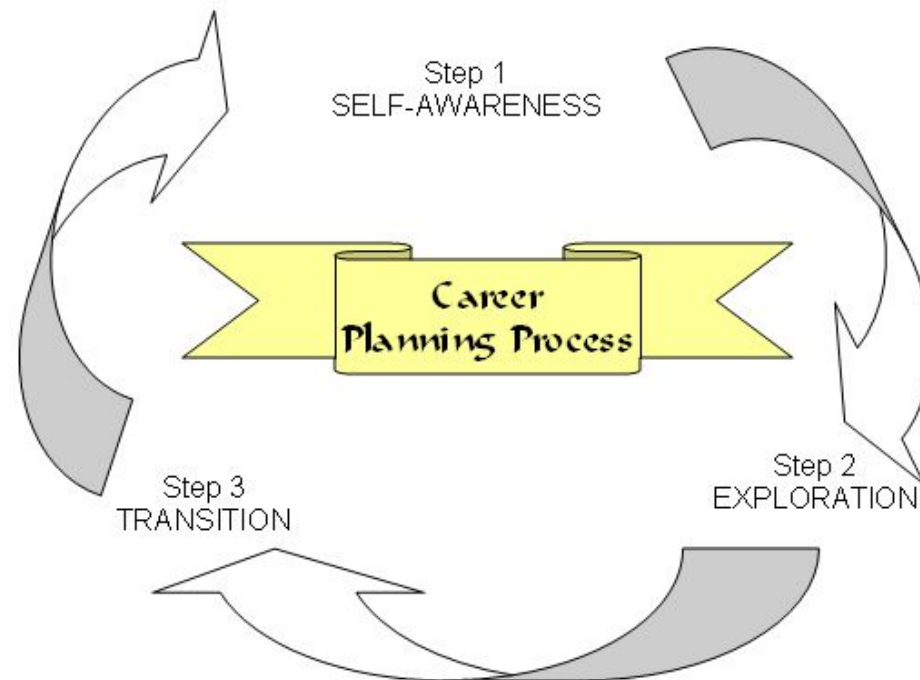 Step 1
SELF-AWARENESS
Career
Planning Process
Step 2
EXPLORATION
Step 3
TRANSITION